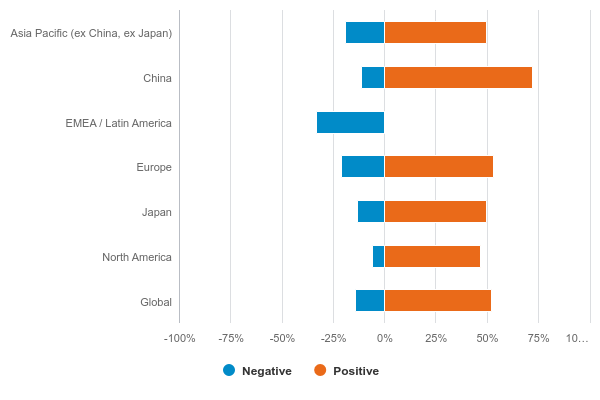 Asia Pacific (ex China, ex Japan)
China
EMEA / Latin America
Europe
Japan
North America
Global
-100% -75% -50% -25% 0% 25% 50% 75% 10…
Negative Positive